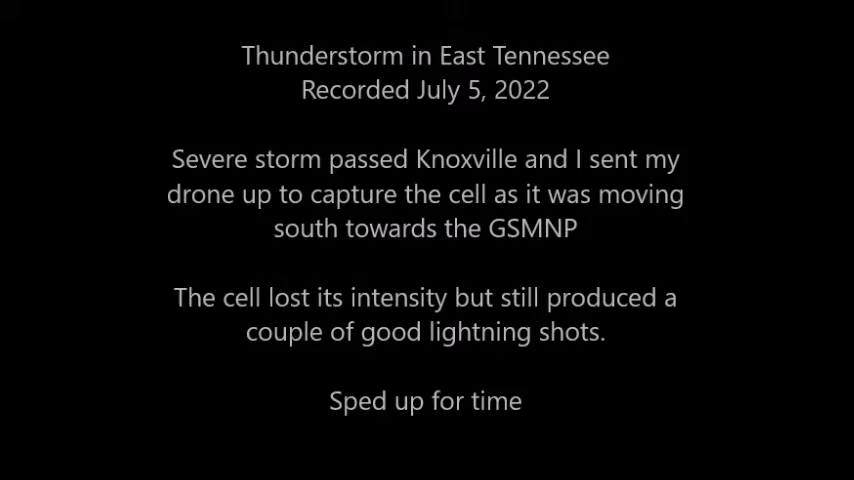 Thunderstorm in East Tennessee
Recorded July 5, 2022
Severe storm passed Knoxville and I sent my
drone up to capture the cell as it was moving
south towards the GSMNP
The cell lost its intensity but still produced a
couple of good lightning shots.
Sped up for time